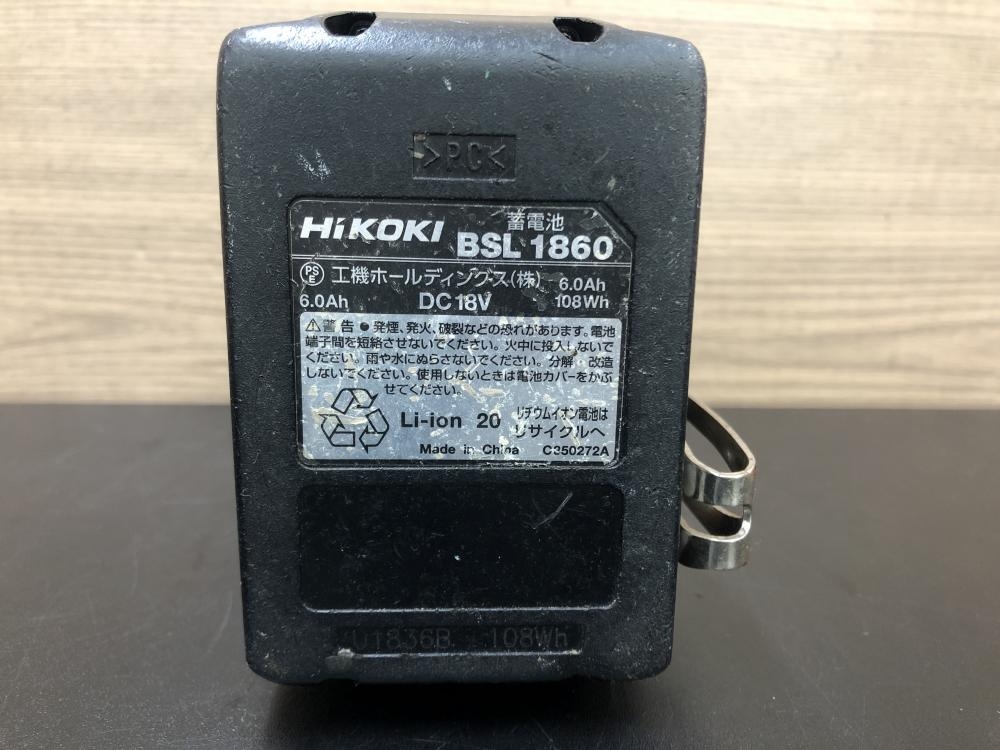 >PC<
HiKOKI 蓄電池
BSL 1860
PSE 工機ホールディングス(株) 6.0Ah
6.0Ah DC18V 108Wh
⚠警告 ● 発煙、発火、破裂などの恐れがあります。電池
端子間を短絡させないでください。火中に投入しないで
ください。雨や水にぬらさないでください。分解・改造
しないでください。使用しないときは電池カバーをかぶ
せてください。
Li-ion 20 リチウムイオン電池は
リサイクルへ
Made in China C350272A
U1836B 108Wh